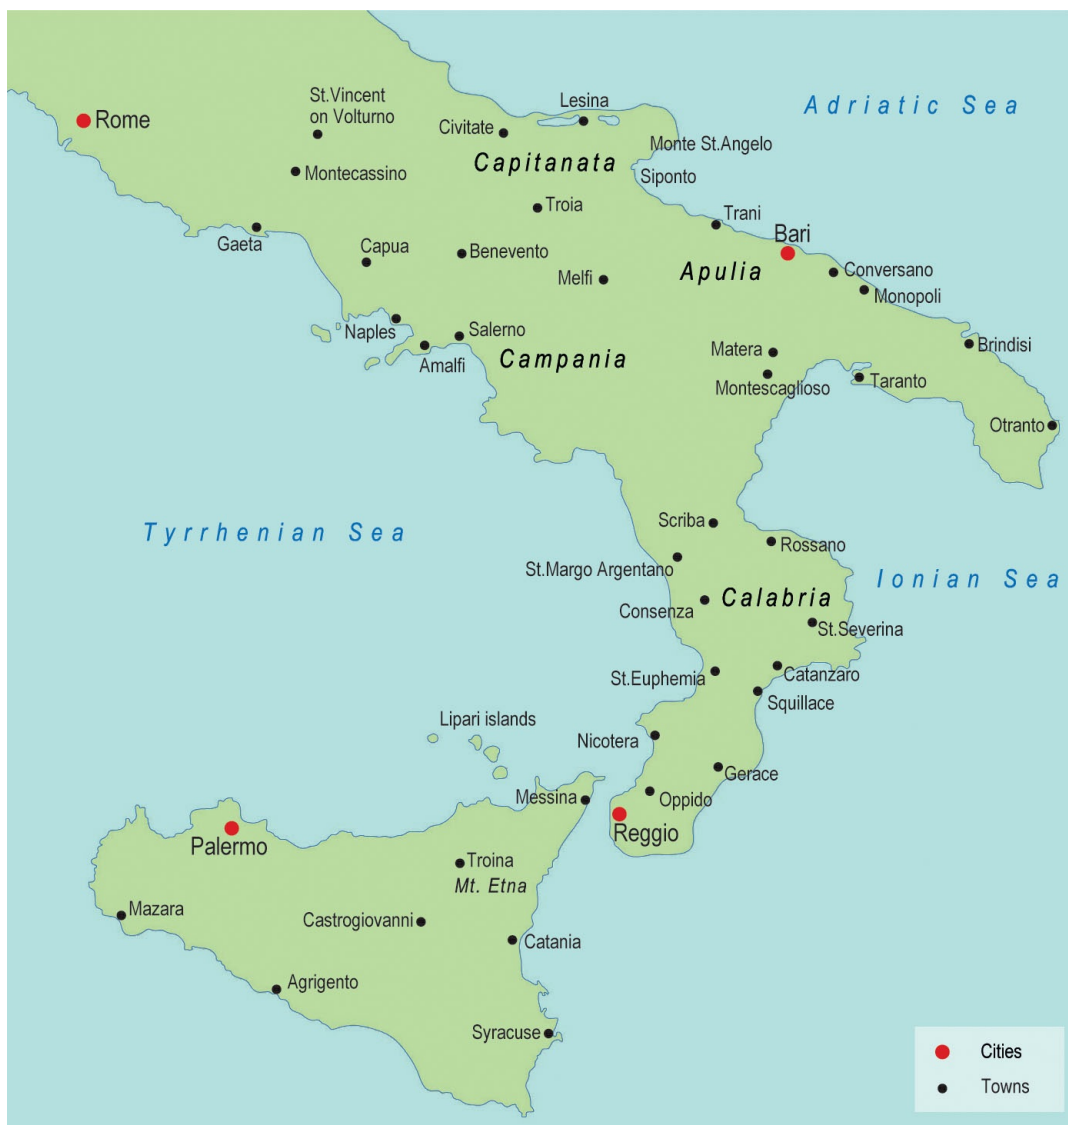 Adriatic Sea
St.Vincent
on Volturno
Lesina
Rome
Civitate
Monte St.Angelo
Capitanata
Montecassino
Siponto
Troia
Trani
Bari
Gaeta
Capua
Benevento
Melfi
Apulia
Conversano
Monopoli
Naples
Salerno
Amalfi
Campania
Matera
Brindisi
Montescaglioso
Taranto
Otranto
Tyrrhenian Sea
Scriba
Rossano
St.Margo Argentano
Ionian Sea
Consenza
Calabria
St.Severina
St.Euphemia
Catanzaro
Squillace
Lipari islands
Nicotera
Gerace
Messina
Oppido
Reggio
Palermo
Troina
Mt. Etna
Mazara
Castrogiovanni
Catania
Agrigento
Syracuse
Cities
Towns